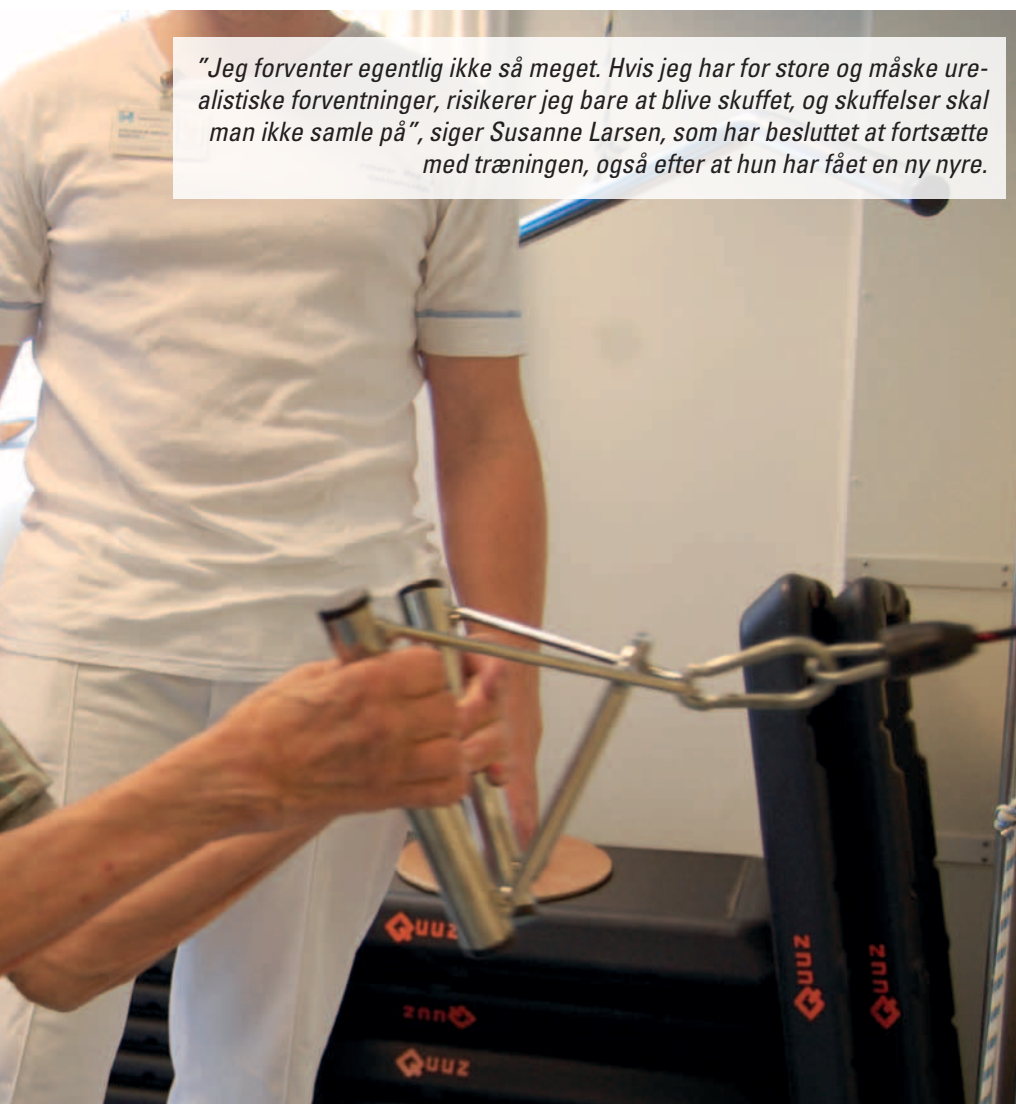 ”Jeg forventer egentlig ikke så meget. Hvis jeg har for store og måske ure-
alistiske forventninger, risikerer jeg bare at blive skuffet, og skuffelser skal
man ikke samle på”, siger Susanne Larsen, som har besluttet at fortsætte
med træningen, også efter at hun har fået en ny nyre.
Quuz
Quuz
Quuz
Quuz
Quuz